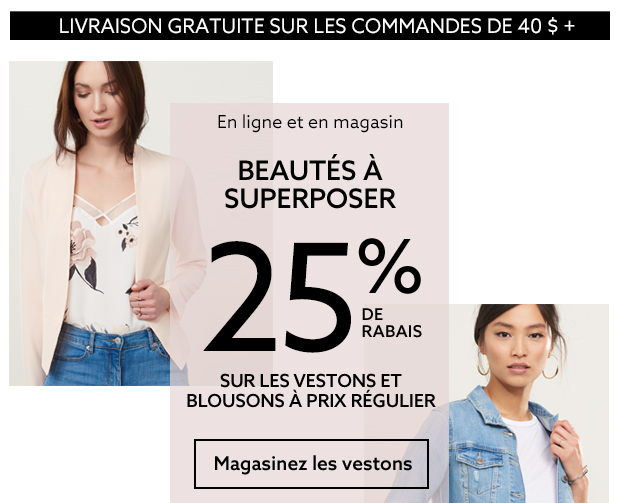 LIVRAISON GRATUITE SUR LES COMMANDES DE 40 $ +
En ligne et en magasin
BEAUTÉS À
SUPERPOSER
25%
DE
RABAIS
SUR LES VESTONS ET
BLOUSONS À PRIX RÉGULIER
Magasinez les vestons